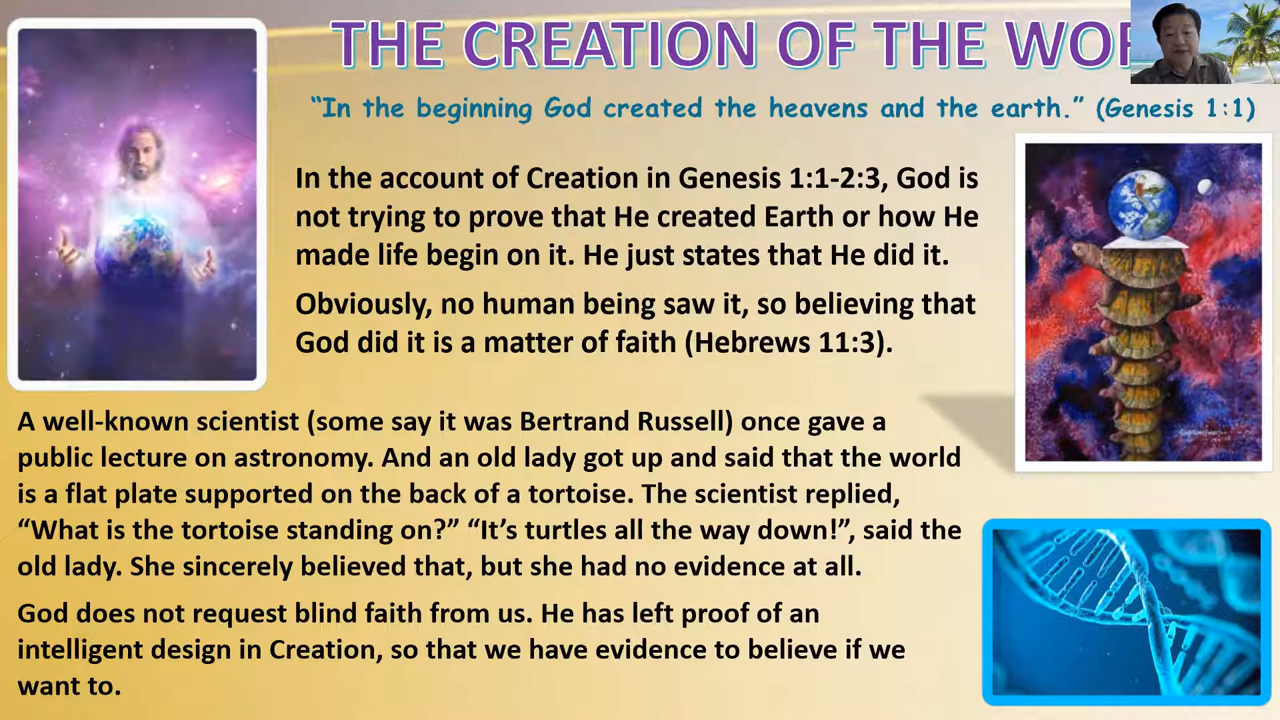 THE CREATION OF THE
“In the beginning God created the heavens and the earth.” (Genesis 1:1)
In the account of Creation in Genesis 1:1-2:3, God is
not trying to prove that He created Earth or how He
made life begin on it. He just states that He did it.
Obviously, no human being saw it, so believing that
God did it is a matter of faith (Hebrews 11:3).
A well-known scientist (some say it was Bertrand Russell) once gave a
public lecture on astronomy. And an old lady got up and said that the world
is a flat plate supported on the back of a tortoise. The scientist replied,
“What is the tortoise standing on?” “It’s turtles all the way down!”, said the
old lady. She sincerely believed that, but she had no evidence at all.
God does not request blind faith from us. He has left proof of an
intelligent design in Creation, so that we have evidence to believe if we
want to.